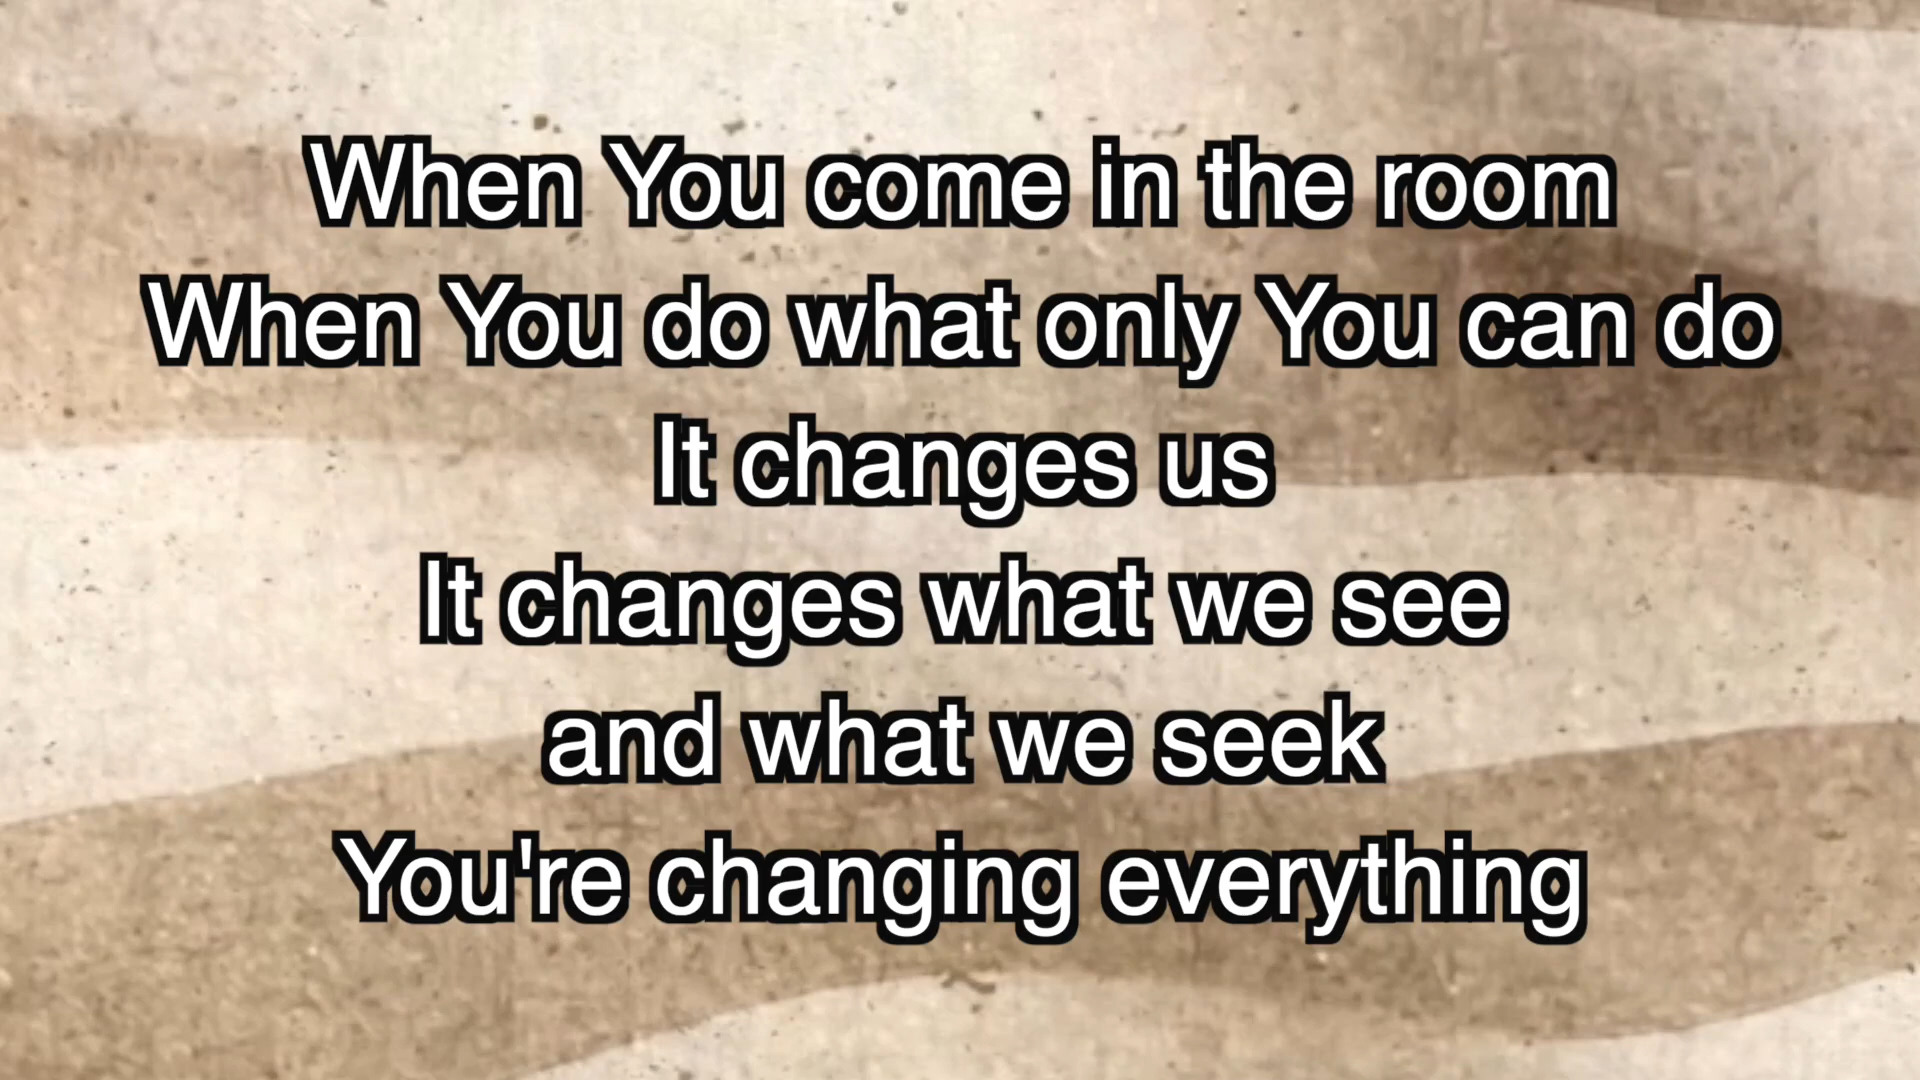 When You come in the room
When You do what only You can do
It changes us
It changes what we see
and what we seek
You're changing everything